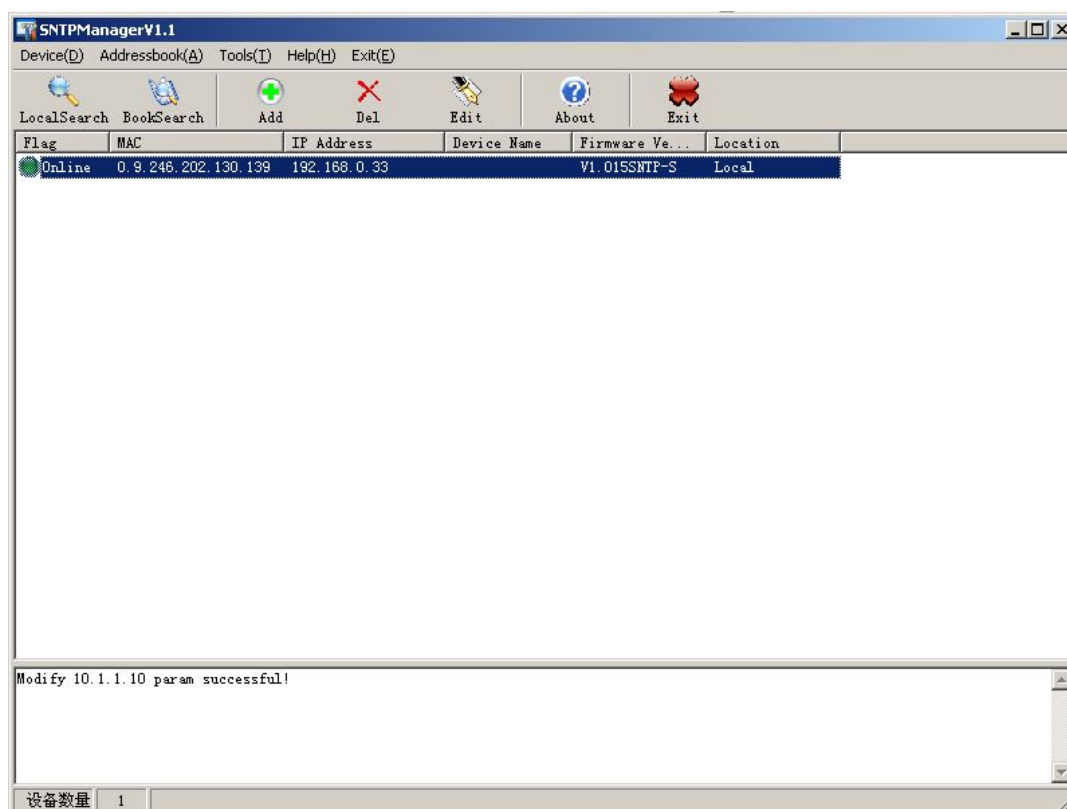 SNTPManagerV1.1
Device(D) Addressbook(A) Tools(T) Help(H) Exit(E)
LocalSearch BookSearch Add Del Edit About Exit
Flag MAC IP Address Device Name Firmware Ve... Location
Online 0.9.246.202.130.139 192.168.0.33 V1.015SNTP-S Local
Modify 10.1.1.10 param successful!
设备数量 1